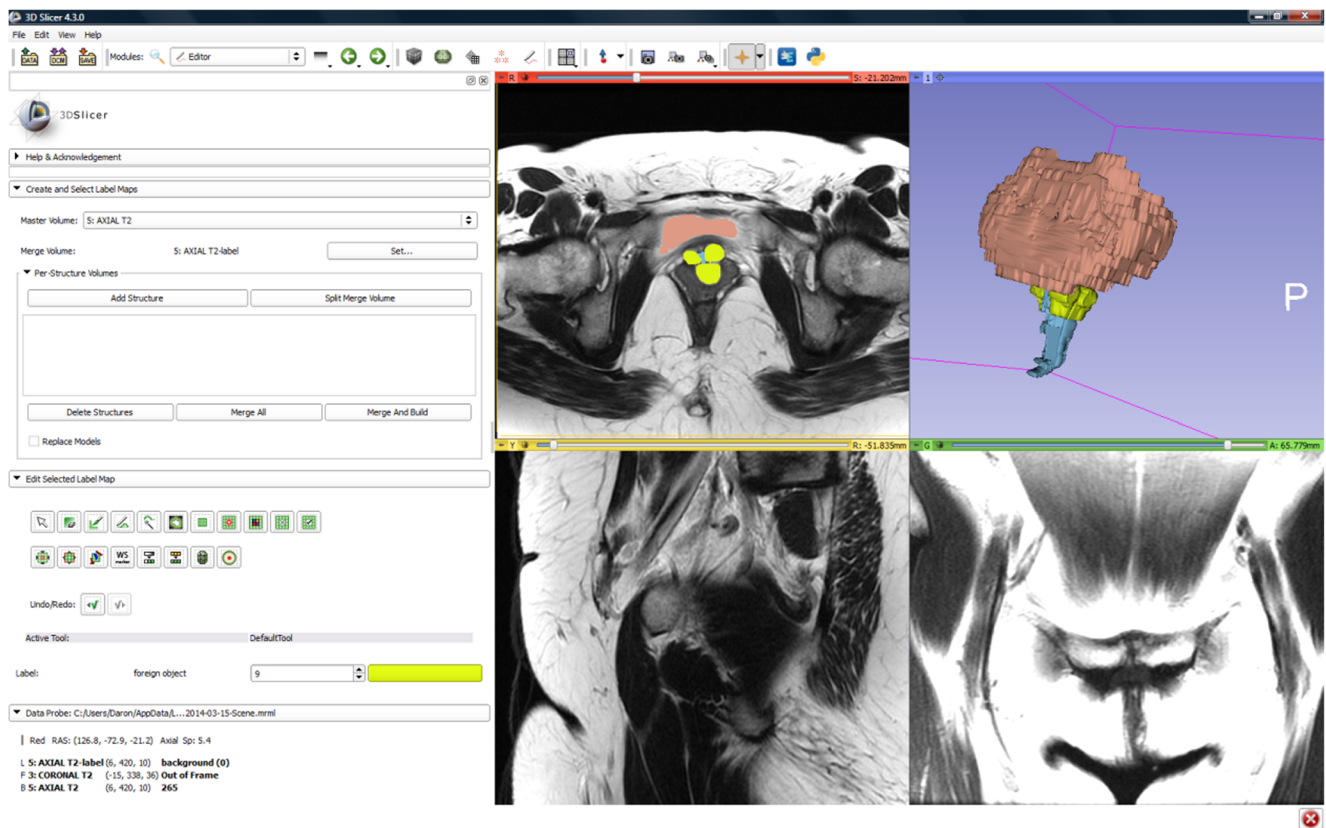 3D Slicer 4.3.0
File Edit View Help
DATA DCM SAVE Modules: Editor
3DSlicer
Help & Acknowledgement
Create and Select Label Maps
Master Volume: 5: AXIAL T2
Merge Volume: 5: AXIAL T2-label Set...
Per-Structure Volumes
Add Structure Split Merge Volume
Delete Structures Merge All Merge And Build
Replace Models
Edit Selected Label Map
WS
marker
Undo/Redo:
Active Tool: DefaultTool
Label: foreign object 9
Data Probe: C:/Users/Daron/AppData/L...2014-03-15-Scene.mrml
Red RAS: (126.8, -72.9, -21.2) Axial Sp: 5.4
L 5: AXIAL T2-label (6, 420, 10) background (0)
F 3: CORONAL T2 (-15, 338, 36) Out of Frame
B 5: AXIAL T2 (6, 420, 10) 265
R S: -21.202mm
1
P
Y R: -51.835mm
G A: 65.779mm